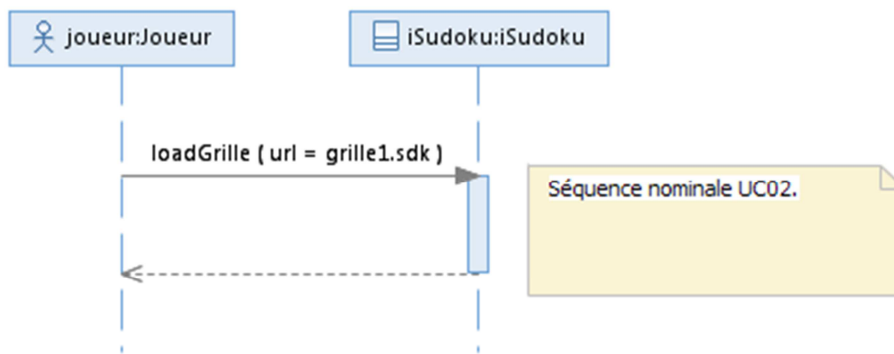 joueur:Joueur
iSudoku:iSudoku
loadGrille ( url = grille1.sdk )
Séquence nominale UC02.